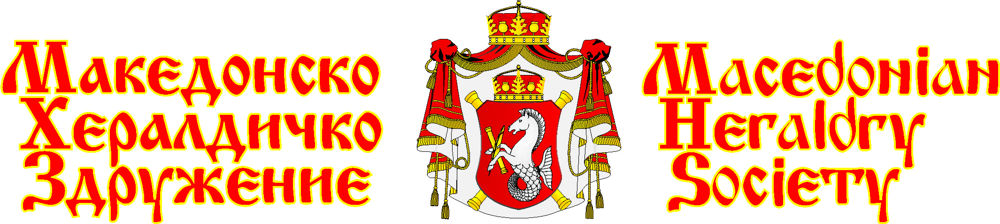 Македонско
Хералдичко
Здружение
Macedonian
Heraldry
Society